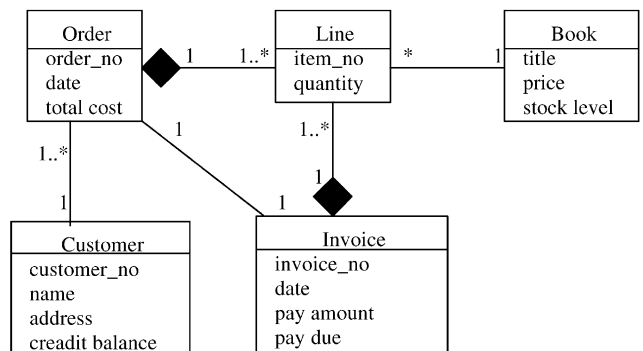 Order
order_no
date
total cost
1
1..*
Line
item_no
quantity
*
1
Book
title
price
stock level
1..*
1
1
1
1..*
1
Customer
customer_no
name
address
creadit balance
Invoice
invoice_no
date
pay amount
pay due